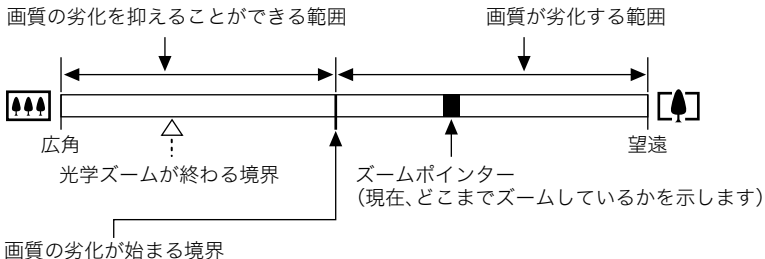 画質の劣化を抑えることができる範囲
画質が劣化する範囲
広角
望遠
光学ズームが終わる境界
ズームポインター
（現在、どこまでズームしているかを示します）
画質の劣化が始まる境界